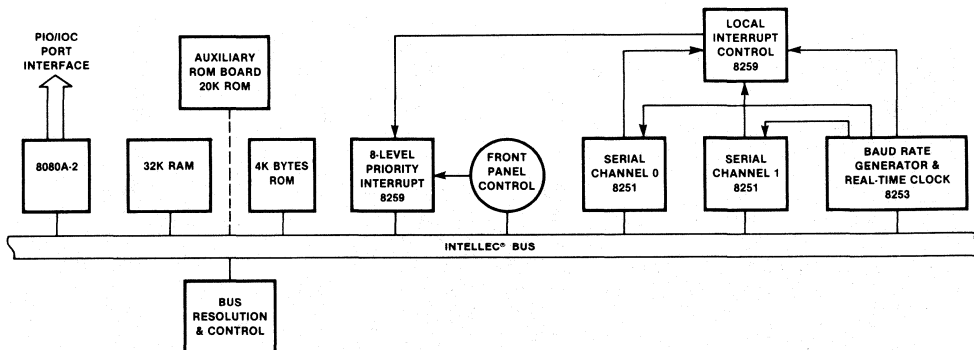 PIO/IOC
PORT
INTERFACE
AUXILIARY
ROM BOARD
20K ROM
LOCAL
INTERRUPT
CONTROL
8259
8080A-2
32K RAM
4K BYTES
ROM
8-LEVEL
PRIORITY
INTERRUPT
8259
FRONT
PANEL
CONTROL
SERIAL
CHANNEL 0
8251
SERIAL
CHANNEL 1
8251
BAUD RATE
GENERATOR &
REAL-TIME CLOCK
8253
INTELLEC® BUS
BUS
RESOLUTION
& CONTROL